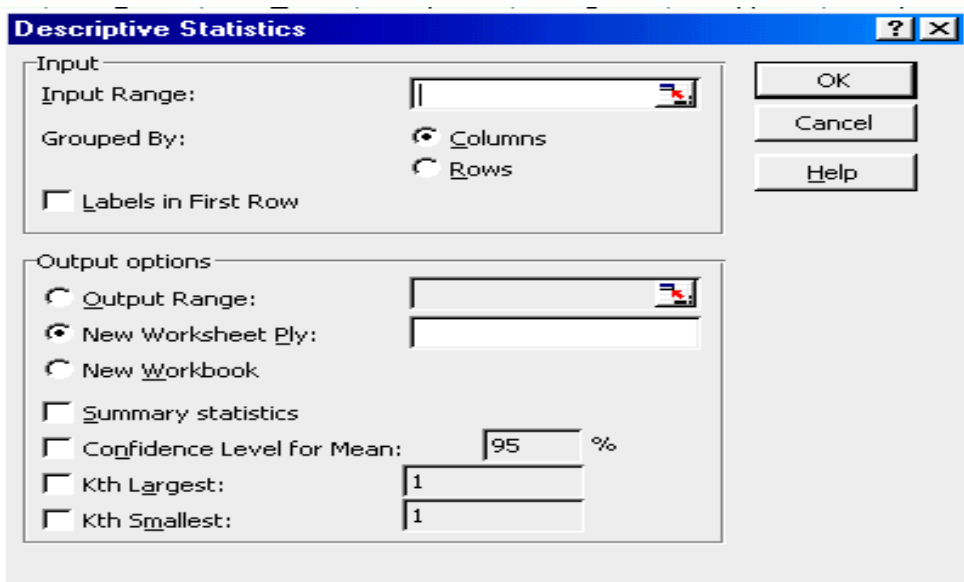 Descriptive Statistics ? ×
Input
Input Range:
OK
Grouped By:
Columns
Cancel
Rows
Help
Labels in First Row
Output options
Output Range:
New Worksheet Ply:
New Workbook
Summary statistics
Confidence Level for Mean: 95 %
Kth Largest: 1
Kth Smallest: 1